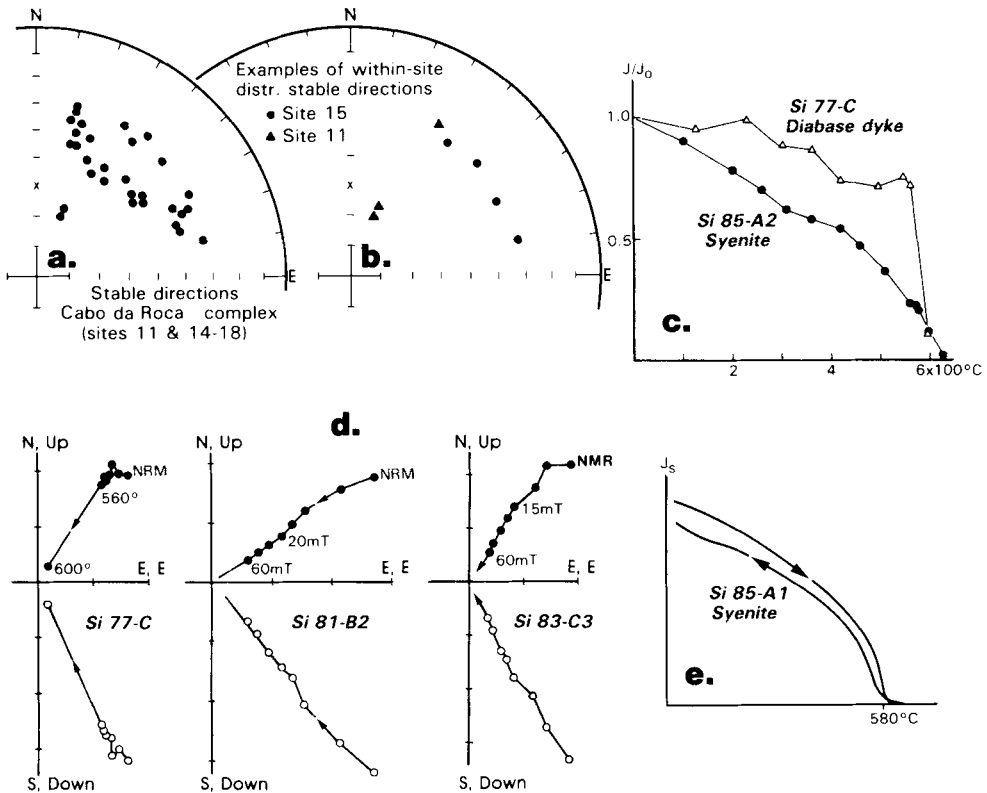 N
N
Examples of within-site
distr. stable directions
Site 15
Site 11
x
x
a.
b.
E
E
Stable directions
Cabo da Roca complex
(sites 11 & 14-18)
J/J₀
1.0
0.5
Si 77-C
Diabase dyke
Si 85-A2
Syenite
c.
2
4
6x100°C
d.
N, Up
NRM
560°
600°
E, E
Si 77-C
S, Down
N, Up
NRM
20mT
60mT
E, E
Si 81-B2
S, Down
N, Up
NMR
15mT
60mT
E, E
Si 83-C3
S, Down
Js
Si 85-A1
Syenite
e.
580°C